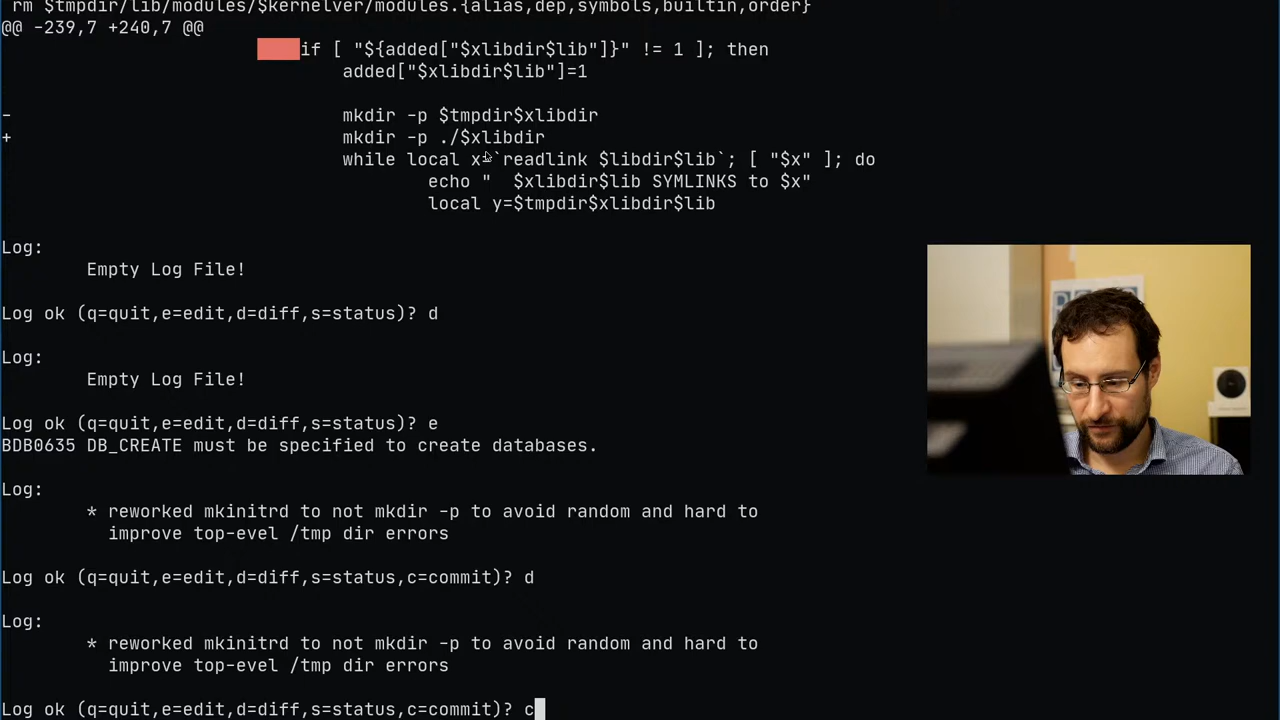 rm $tmpdir/lib/modules/$kernelver/modules.{alias,dep,symbols,builtin,order}
@@ -239,7 +240,7 @@
if [ "${added["$xlibdir$lib"]}" != 1 ]; then
added["$xlibdir$lib"]=1
- mkdir -p $tmpdir$xlibdir
+ mkdir -p ./$xlibdir
while local x=`readlink $libdir$lib`; [ "$x" ]; do
echo "  $xlibdir$lib SYMLINKS to $x"
local y=$tmpdir$xlibdir$lib
Log:
Empty Log File!
Log ok (q=quit,e=edit,d=diff,s=status)? d
Log:
Empty Log File!
Log ok (q=quit,e=edit,d=diff,s=status)? e
BDB0635 DB_CREATE must be specified to create databases.
Log:
* reworked mkinitrd to not mkdir -p to avoid random and hard to
improve top-evel /tmp dir errors
Log ok (q=quit,e=edit,d=diff,s=status,c=commit)? d
Log:
* reworked mkinitrd to not mkdir -p to avoid random and hard to
improve top-evel /tmp dir errors
Log ok (q=quit,e=edit,d=diff,s=status,c=commit)? c